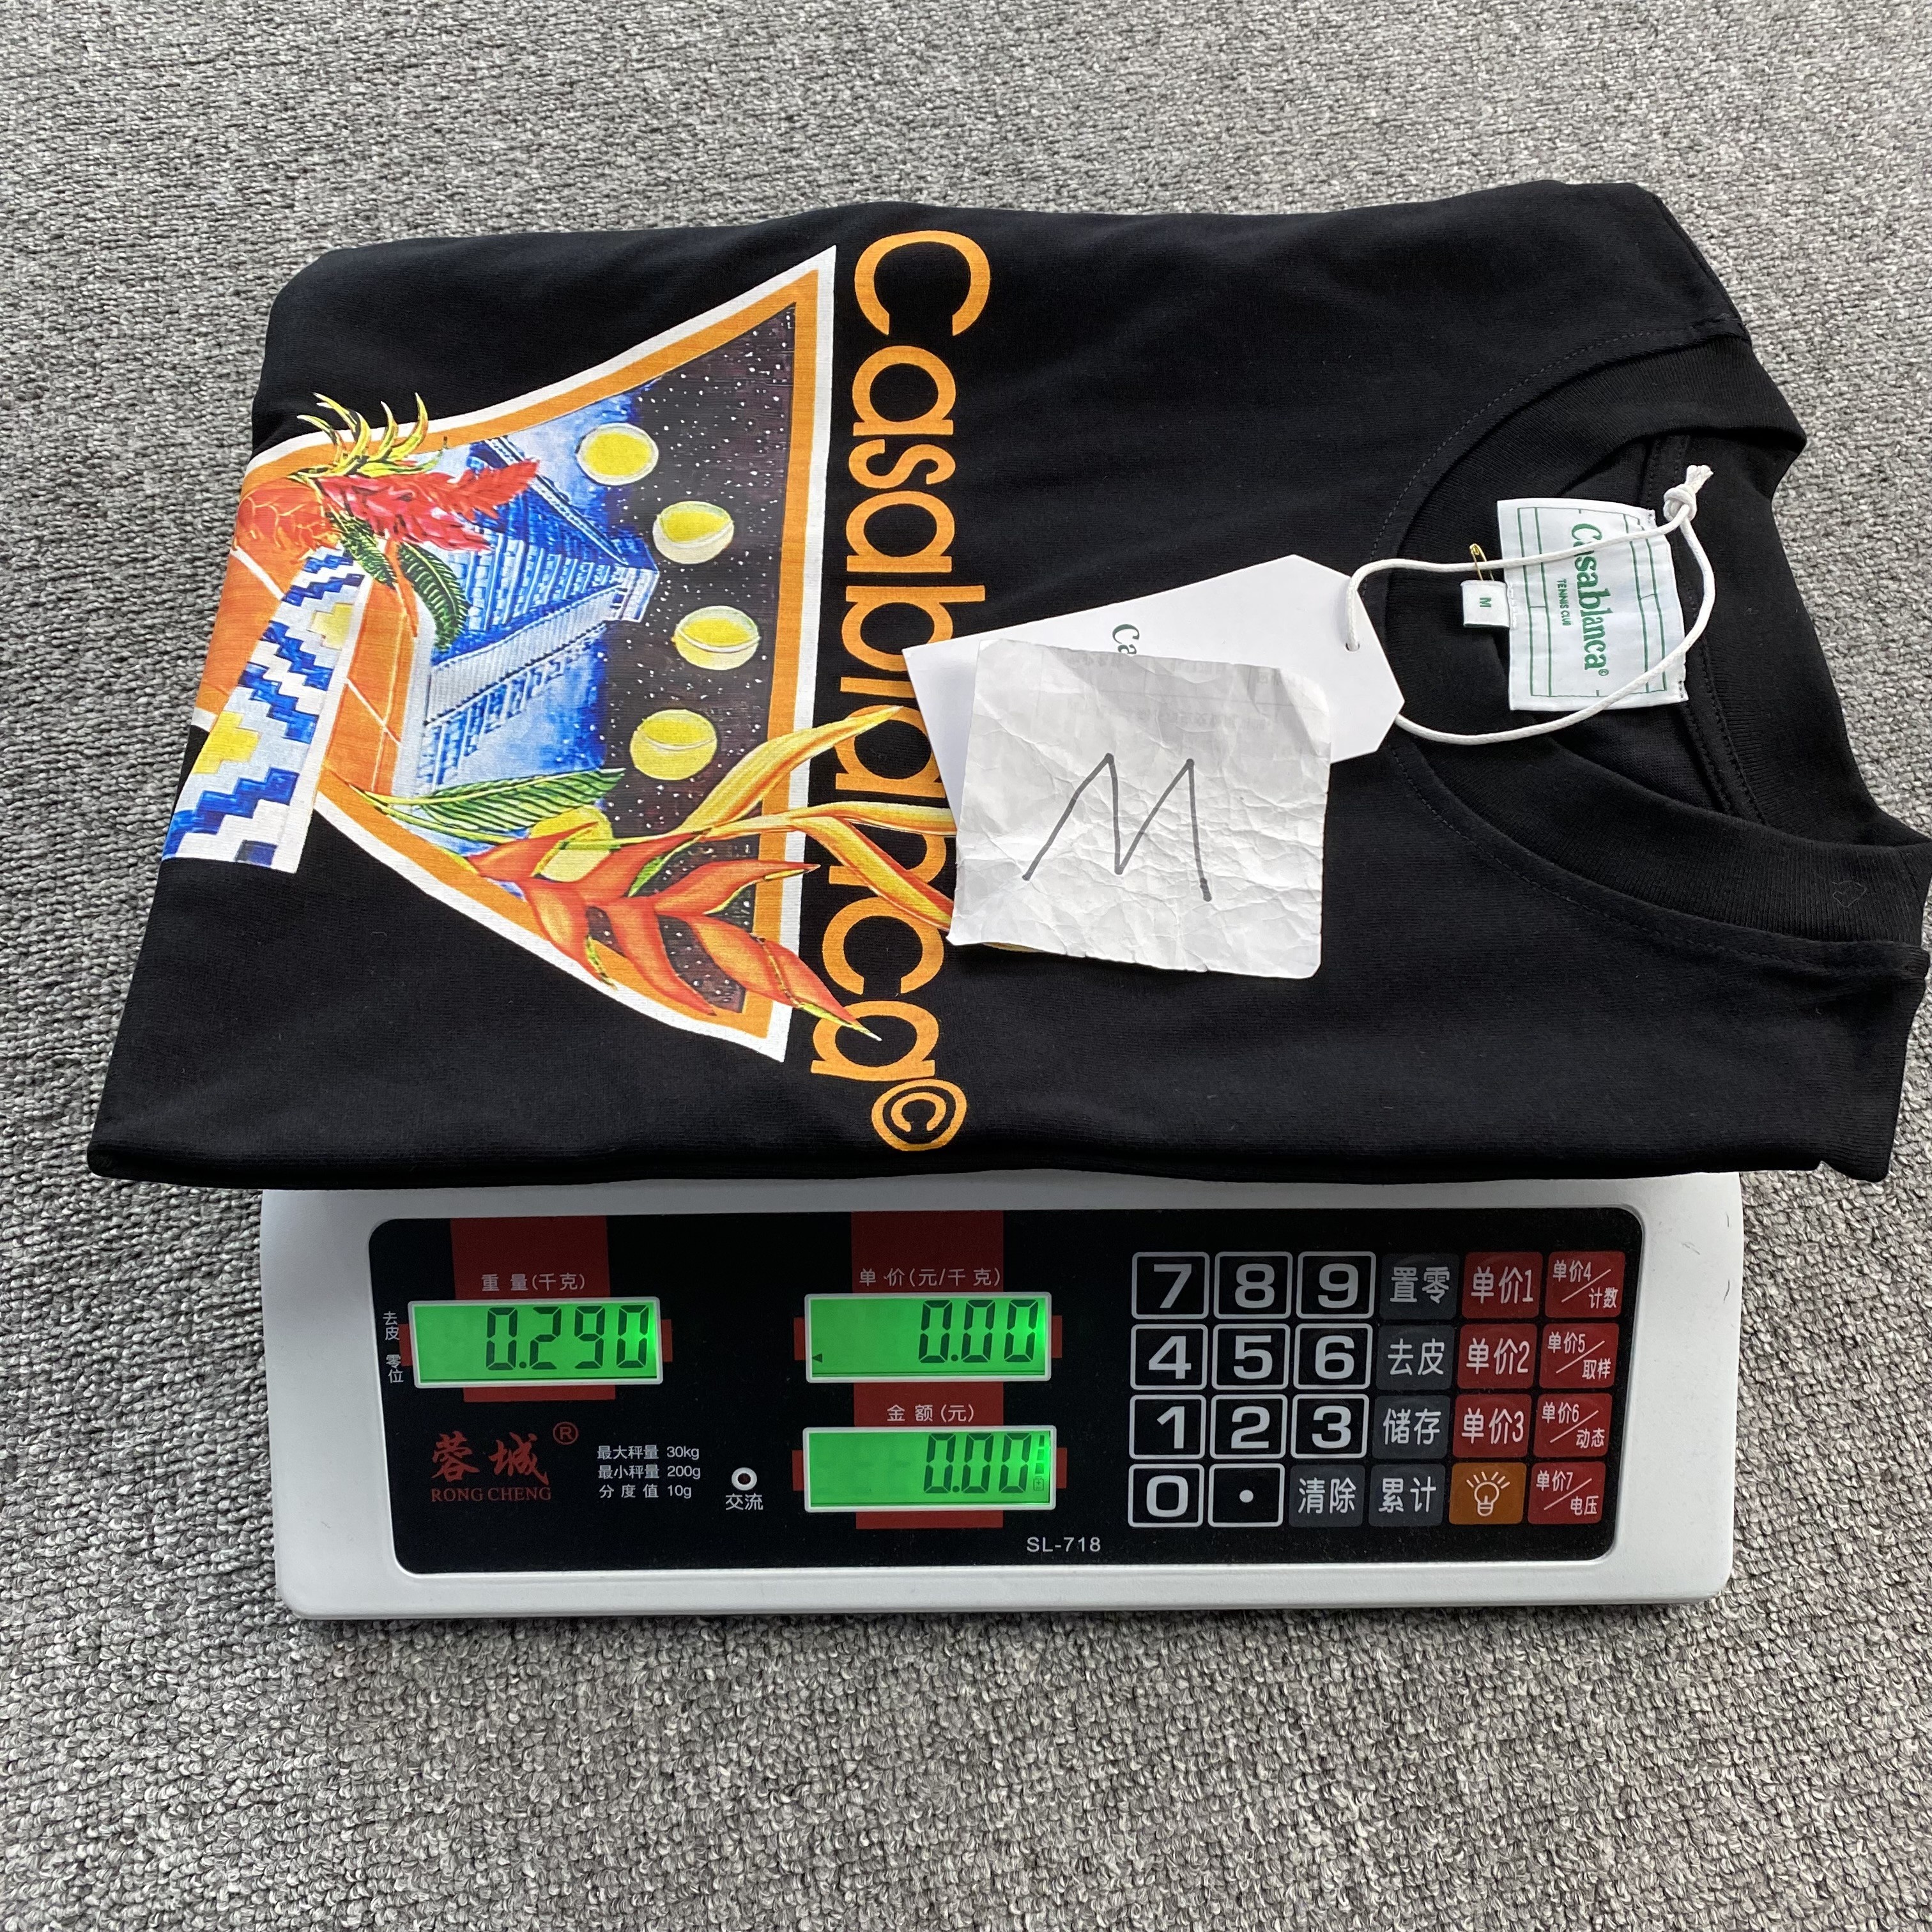 Casablanca©
Casablanca©
TENNIS CLUB
M
Ca
M
重量(千克)
0.290
去皮
零位
单价(元/千克)
0.00
金额(元)
0.00
蓉城®
RONG CHENG
最大秤量 30kg
最小秤量 200g
分度值 10g
交流
SL-718
7 8 9 置零 单价1 单价4/计数
4 5 6 去皮 单价2 单价5/取样
1 2 3 储存 单价3 单价6/动态
0 . 清除 累计 单价7/电压